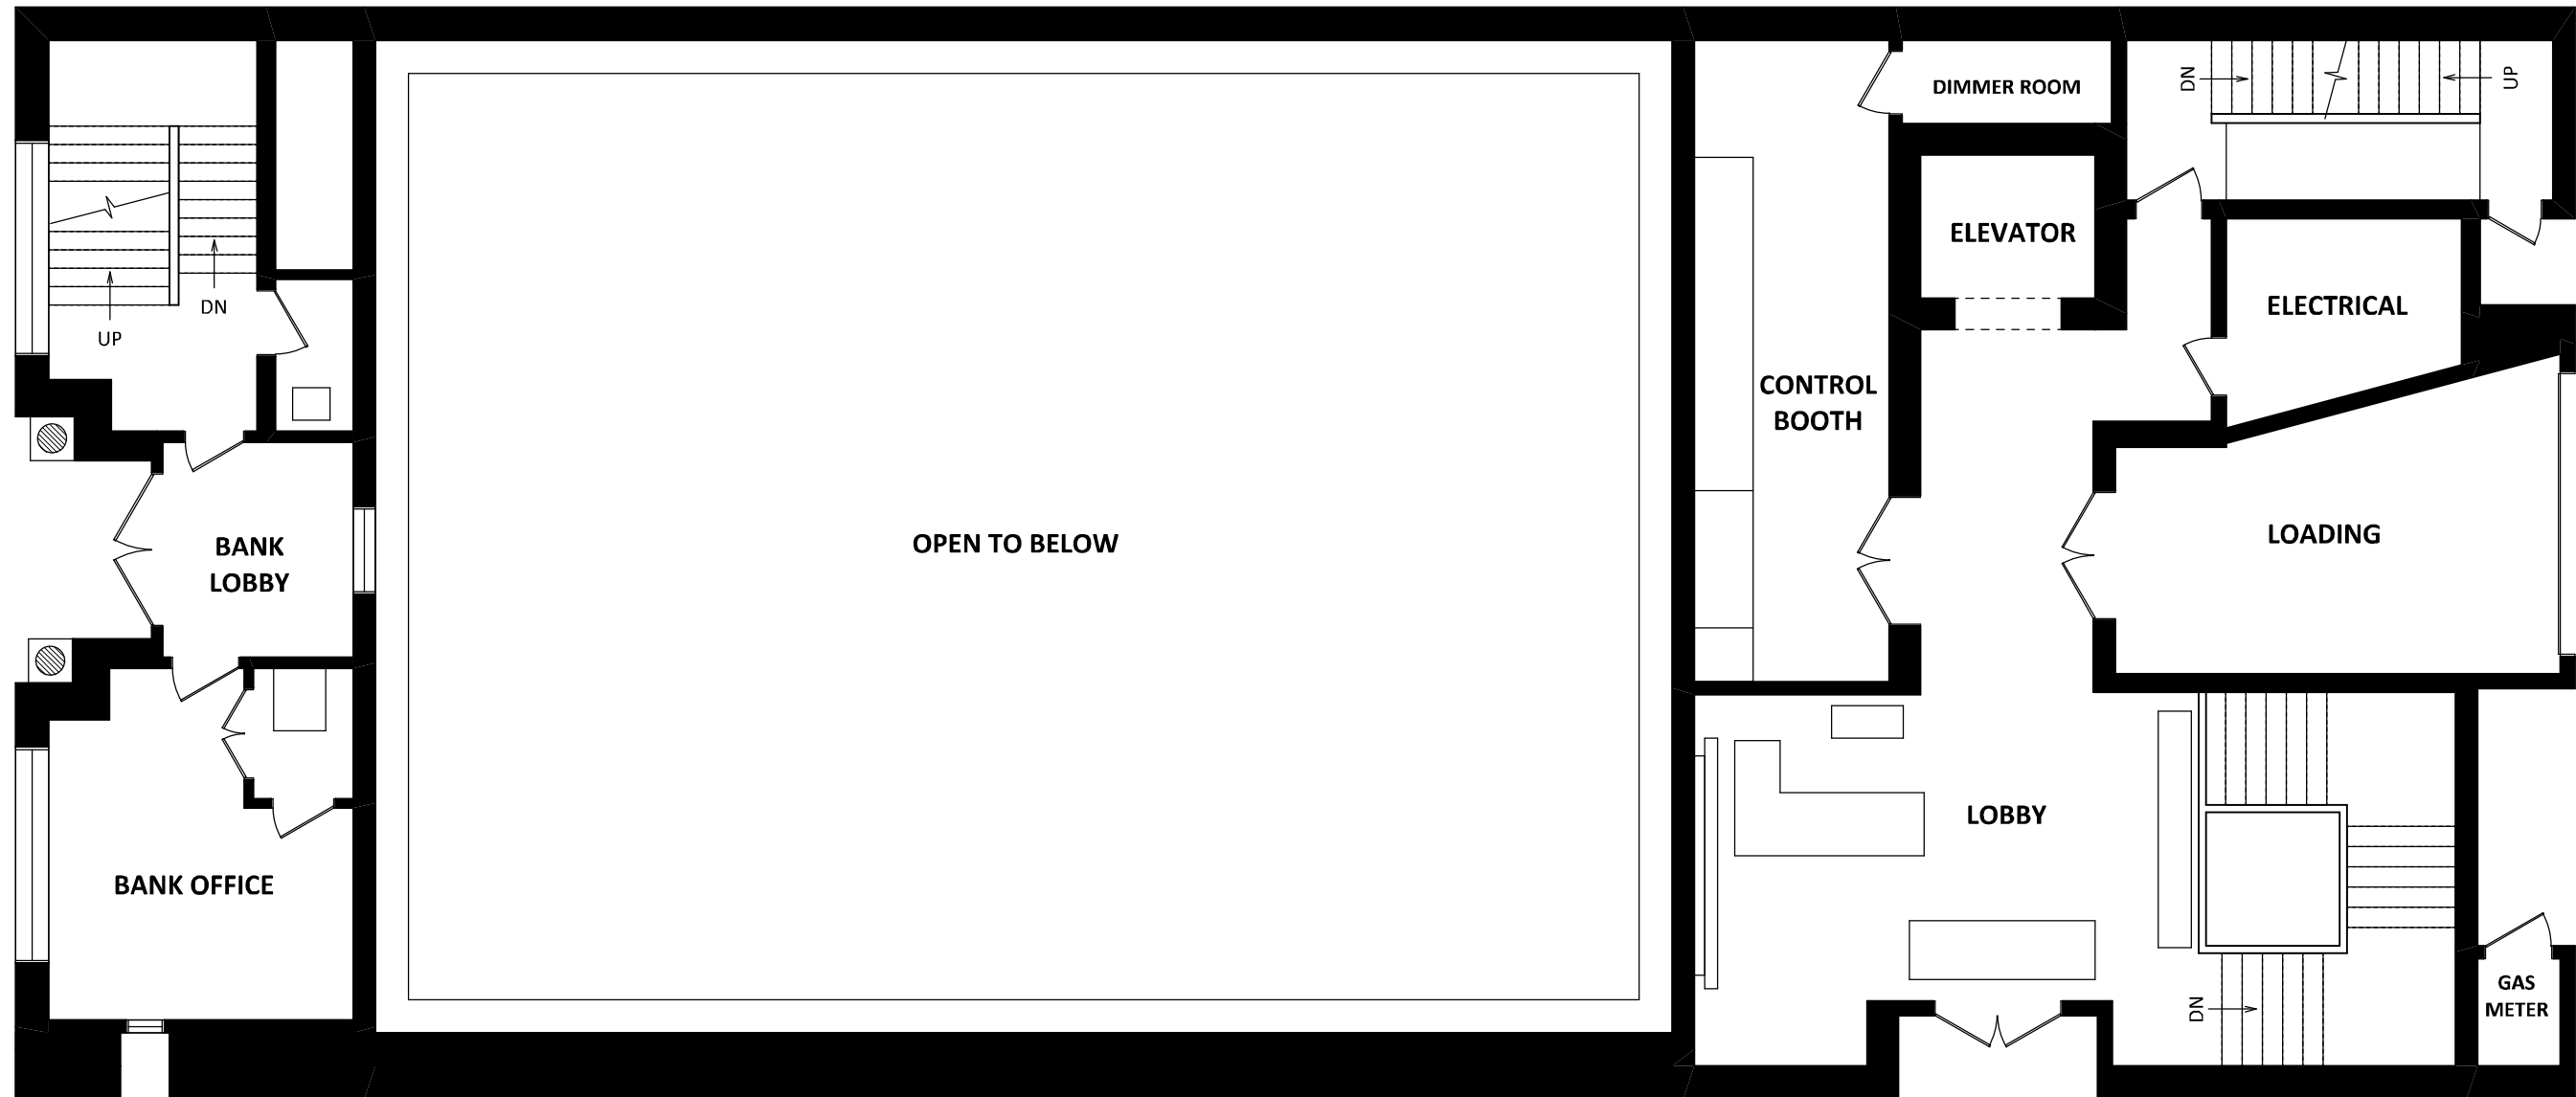 DIMMER ROOM
DN
UP
ELEVATOR
ELECTRICAL
DN
UP
CONTROL
BOOTH
BANK
LOBBY
OPEN TO BELOW
LOADING
LOBBY
BANK OFFICE
DN
GAS
METER